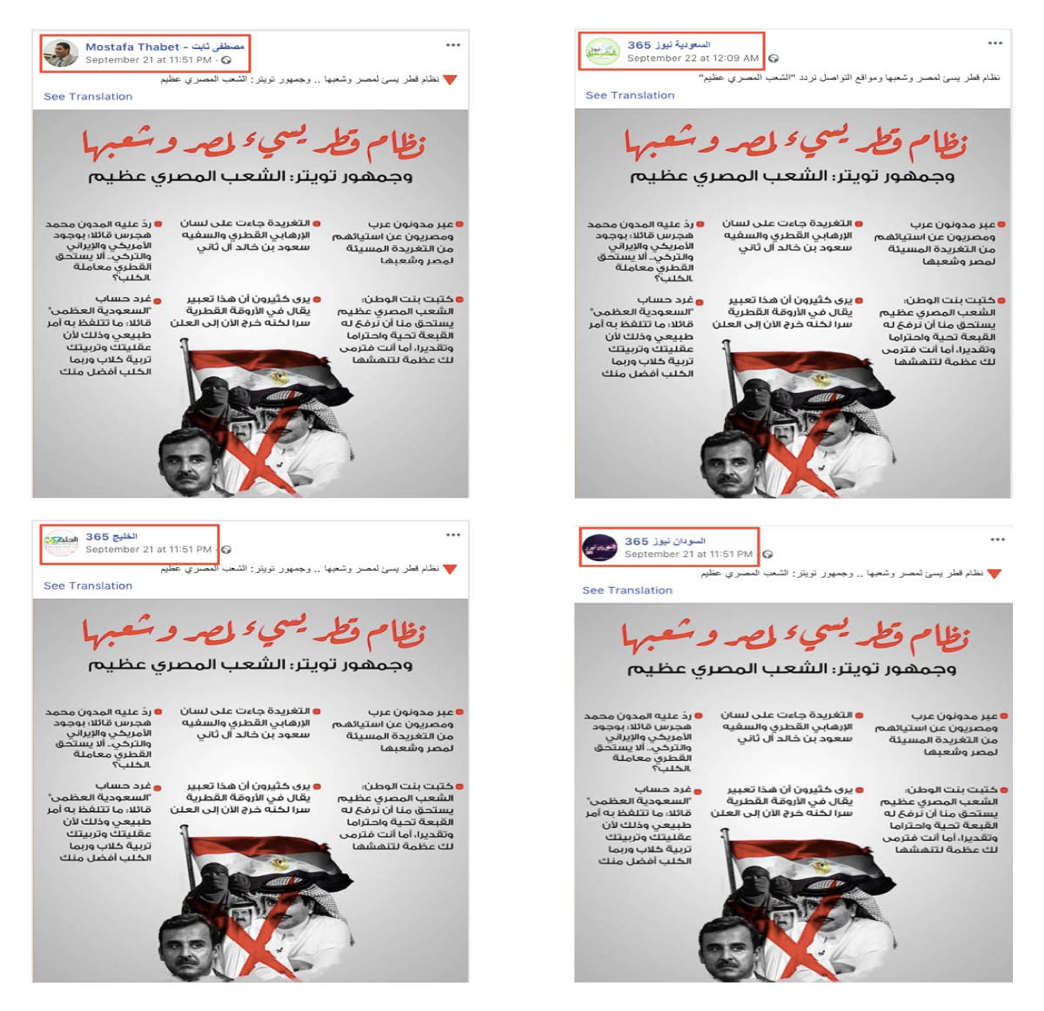 Mostafa Thabet - مصطفى ثابت
September 21 at 11:51 PM
نظام قطر يسئ لمصر وشعبها .. وجمهور تويتر: الشعب المصري عظيم
See Translation
نظام قطر يسيء لمصر و شعبها
وجمهور تويتر: الشعب المصري عظيم
عبر مدونون عرب
ومصريون عن استيائهم
من التغريدة المسيئة
لمصر وشعبها
التغريدة جاءت على لسان
الإرهابي القطري والسفيه
سعود بن خالد آل ثاني
ردّ عليه المدون محمد
هجرس قائلا: بوجود
الأمريكي والإيراني
والتركي.. ألا يستحق
القطري معاملة
الكلب؟
كتبت بنت الوطن:
الشعب المصري عظيم
يستحق منا أن نرفع له
القبعة تحية واحتراما
وتقديرا، أما أنت فترمى
لك عظمة لتنهشها
يرى كثيرون أن هذا تعبير
يقال في الأروقة القطرية
سرا لكنه خرج الآن إلى العلن
غرد حساب
"السعودية العظمى"
قائلا: ما تتلفظ به أمر
طبيعي وذلك لأن
عقليتك وتربيتك
تربية كلاب وربما
الكلب أفضل منك
السعودية نيوز 365
September 22 at 12:09 AM
نظام قطر يسئ لمصر وشعبها ومواقع التواصل تردد "الشعب المصري عظيم"
See Translation
نظام قطر يسيء لمصر و شعبها
وجمهور تويتر: الشعب المصري عظيم
عبر مدونون عرب
ومصريون عن استيائهم
من التغريدة المسيئة
لمصر وشعبها
التغريدة جاءت على لسان
الإرهابي القطري والسفيه
سعود بن خالد آل ثاني
ردّ عليه المدون محمد
هجرس قائلا: بوجود
الأمريكي والإيراني
والتركي.. ألا يستحق
القطري معاملة
الكلب؟
كتبت بنت الوطن:
الشعب المصري عظيم
يستحق منا أن نرفع له
القبعة تحية واحتراما
وتقديرا، أما أنت فترمى
لك عظمة لتنهشها
يرى كثيرون أن هذا تعبير
يقال في الأروقة القطرية
سرا لكنه خرج الآن إلى العلن
غرد حساب
"السعودية العظمى"
قائلا: ما تتلفظ به أمر
طبيعي وذلك لأن
عقليتك وتربيتك
تربية كلاب وربما
الكلب أفضل منك
الخليج 365
September 21 at 11:51 PM
نظام قطر يسئ لمصر وشعبها .. وجمهور تويتر: الشعب المصري عظيم
See Translation
نظام قطر يسيء لمصر و شعبها
وجمهور تويتر: الشعب المصري عظيم
عبر مدونون عرب
ومصريون عن استيائهم
من التغريدة المسيئة
لمصر وشعبها
التغريدة جاءت على لسان
الإرهابي القطري والسفيه
سعود بن خالد آل ثاني
ردّ عليه المدون محمد
هجرس قائلا: بوجود
الأمريكي والإيراني
والتركي.. ألا يستحق
القطري معاملة
الكلب؟
كتبت بنت الوطن:
الشعب المصري عظيم
يستحق منا أن نرفع له
القبعة تحية واحتراما
وتقديرا، أما أنت فترمى
لك عظمة لتنهشها
يرى كثيرون أن هذا تعبير
يقال في الأروقة القطرية
سرا لكنه خرج الآن إلى العلن
غرد حساب
"السعودية العظمى"
قائلا: ما تتلفظ به أمر
طبيعي وذلك لأن
عقليتك وتربيتك
تربية كلاب وربما
الكلب أفضل منك
السودان نيوز 365
September 21 at 11:51 PM
نظام قطر يسئ لمصر وشعبها .. وجمهور تويتر: الشعب المصري عظيم
See Translation
نظام قطر يسيء لمصر و شعبها
وجمهور تويتر: الشعب المصري عظيم
عبر مدونون عرب
ومصريون عن استيائهم
من التغريدة المسيئة
لمصر وشعبها
التغريدة جاءت على لسان
الإرهابي القطري والسفيه
سعود بن خالد آل ثاني
ردّ عليه المدون محمد
هجرس قائلا: بوجود
الأمريكي والإيراني
والتركي.. ألا يستحق
القطري معاملة
الكلب؟
كتبت بنت الوطن:
الشعب المصري عظيم
يستحق منا أن نرفع له
القبعة تحية واحتراما
وتقديرا، أما أنت فترمى
لك عظمة لتنهشها
يرى كثيرون أن هذا تعبير
يقال في الأروقة القطرية
سرا لكنه خرج الآن إلى العلن
غرد حساب
"السعودية العظمى"
قائلا: ما تتلفظ به أمر
طبيعي وذلك لأن
عقليتك وتربيتك
تربية كلاب وربما
الكلب أفضل منك